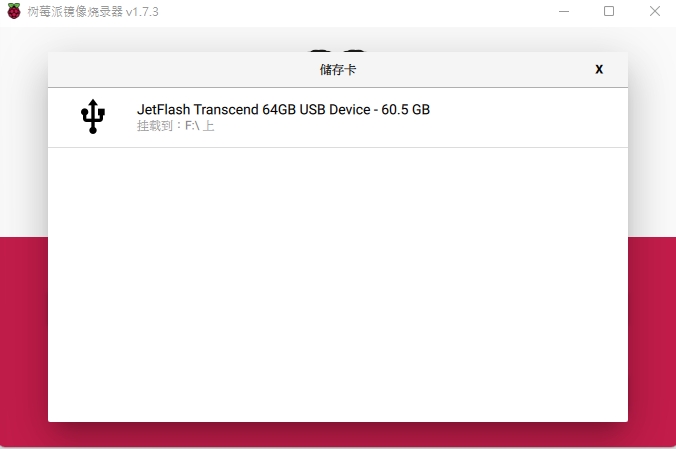 树莓派镜像烧录器 v1.7.3
储存卡 X
JetFlash Transcend 64GB USB Device - 60.5 GB
挂载到：F:\ 上